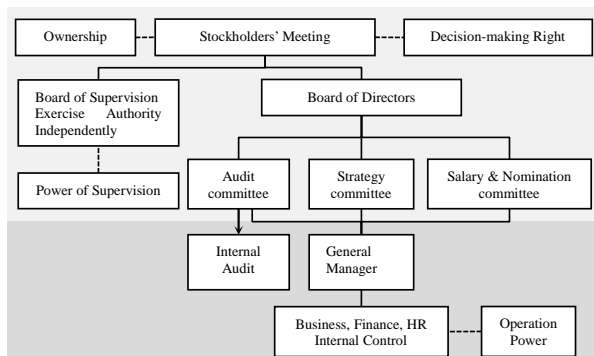 Ownership
Stockholders' Meeting
Decision-making Right
Board of Supervision
Exercise Authority
Independently
Board of Directors
Power of Supervision
Audit
committee
Strategy
committee
Salary & Nomination
committee
Internal
Audit
General
Manager
Business, Finance, HR
Internal Control
Operation
Power